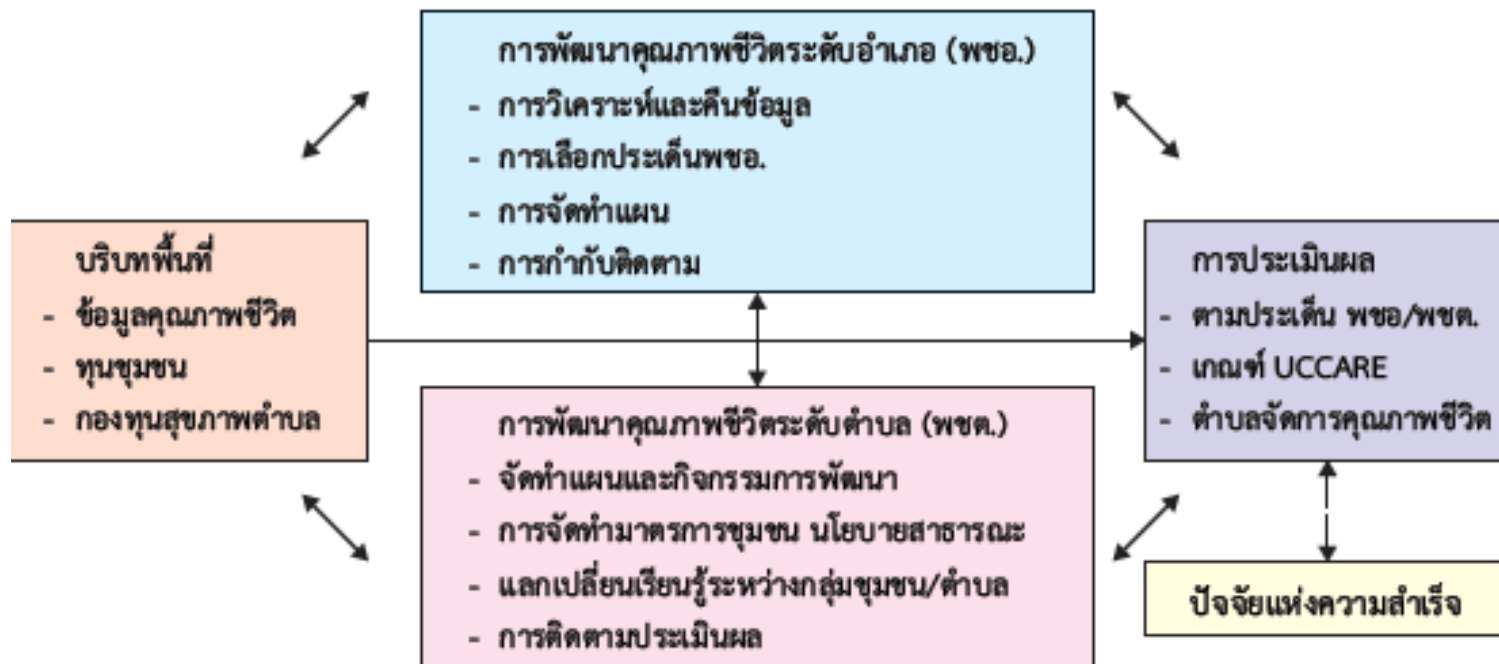 การพัฒนาคุณภาพชีวิตระดับอำเภอ (พชอ.)
- การวิเคราะห์และคืนข้อมูล
- การเลือกประเด็นพชอ.
- การจัดทำแผน
- การกำกับติดตาม
บริบทพื้นที่
- ข้อมูลคุณภาพชีวิต
- ทุนชุมชน
- กองทุนสุขภาพตำบล
การประเมินผล
- ตามประเด็น พชอ/พชต.
- เกณฑ์ UCCARE
- ตำบลจัดการคุณภาพชีวิต
การพัฒนาคุณภาพชีวิตระดับตำบล (พชต.)
- จัดทำแผนและกิจกรรมการพัฒนา
- การจัดทำมาตรการชุมชน นโยบายสาธารณะ
- แลกเปลี่ยนเรียนรู้ระหว่างกลุ่มชุมชน/ตำบล
- การติดตามประเมินผล
ปัจจัยแห่งความสำเร็จ